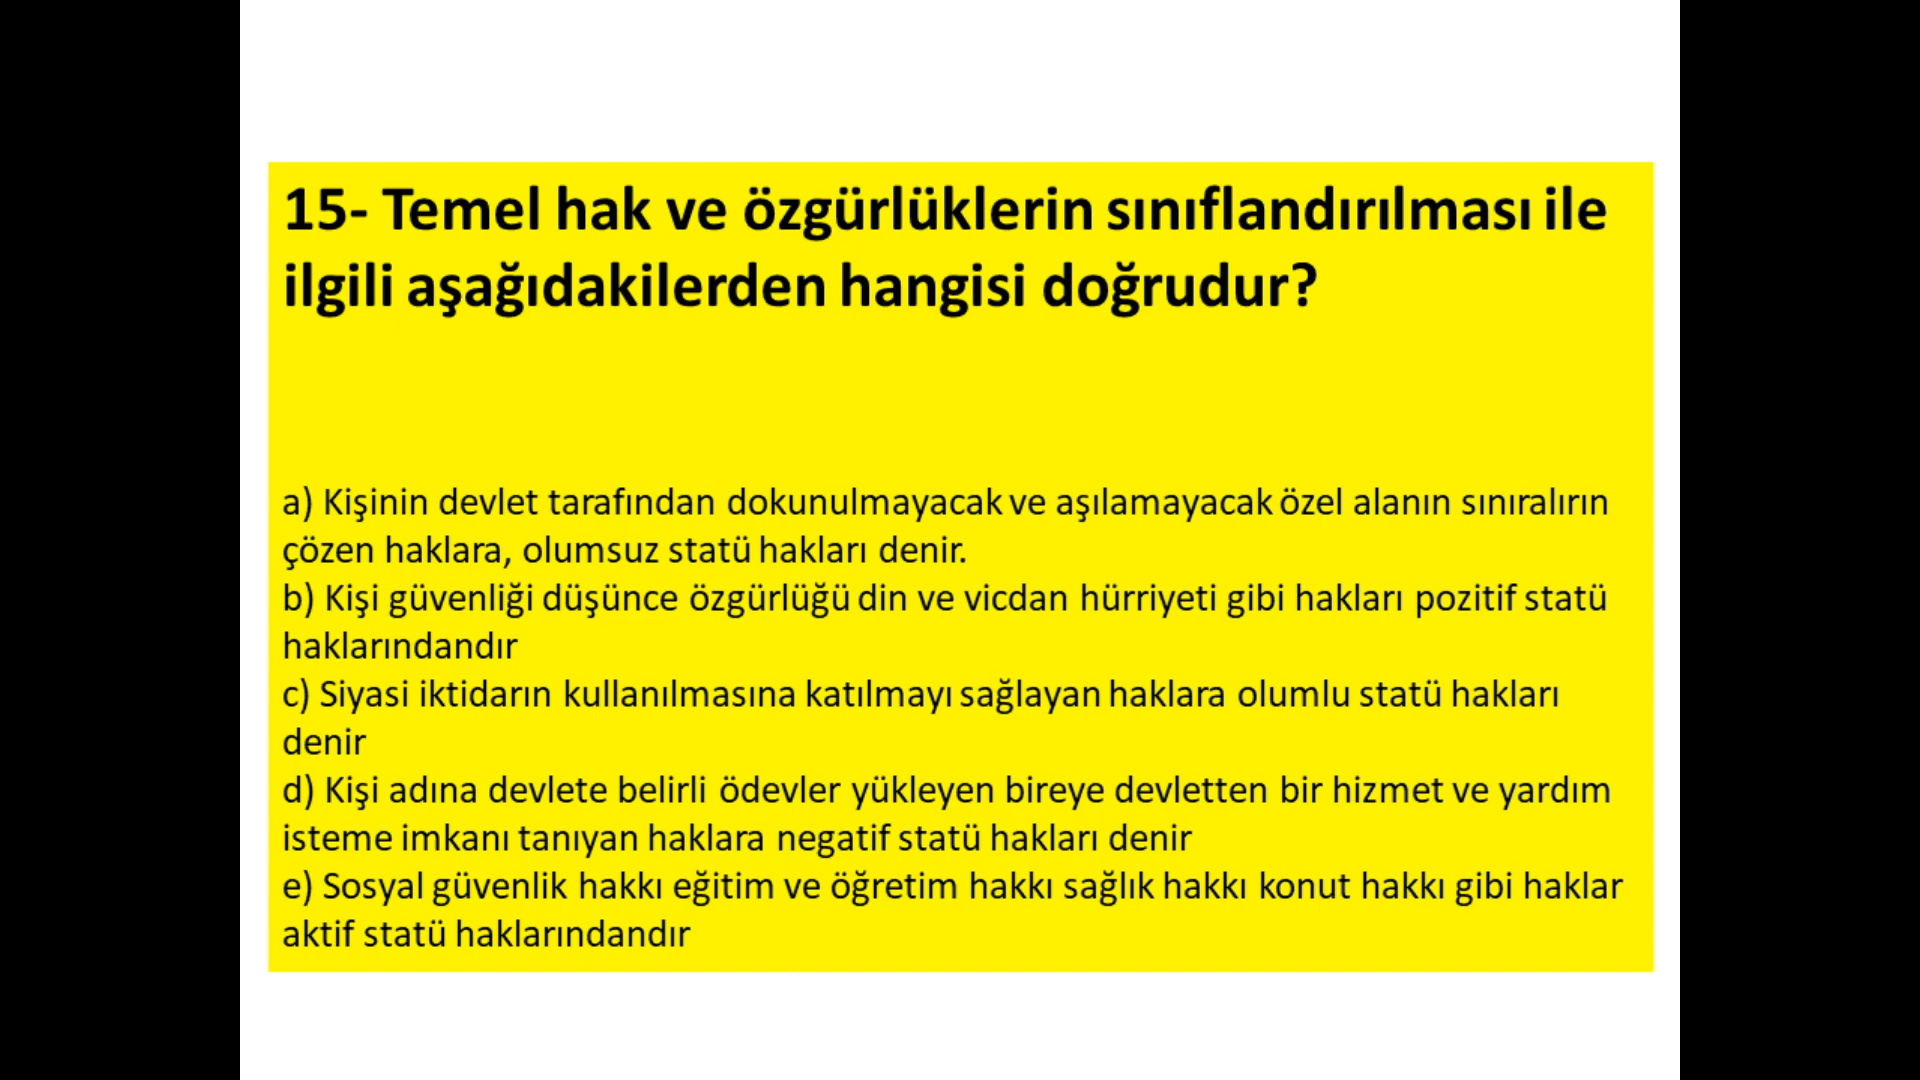 15- Temel hak ve özgürlüklerin sınıflandırılması ile
ilgili aşağıdakilerden hangisi doğrudur?
a) Kişinin devlet tarafından dokunulmayacak ve aşılamayacak özel alanın sınıralırın
çözen haklara, olumsuz statü hakları denir.
b) Kişi güvenliği düşünce özgürlüğü din ve vicdan hürriyeti gibi hakları pozitif statü
haklarındandır
c) Siyasi iktidarın kullanılmasına katılmayı sağlayan haklara olumlu statü hakları
denir
d) Kişi adına devlete belirli ödevler yükleyen bireye devletten bir hizmet ve yardım
isteme imkanı tanıyan haklara negatif statü hakları denir
e) Sosyal güvenlik hakkı eğitim ve öğretim hakkı sağlık hakkı konut hakkı gibi haklar
aktif statü haklarındandır